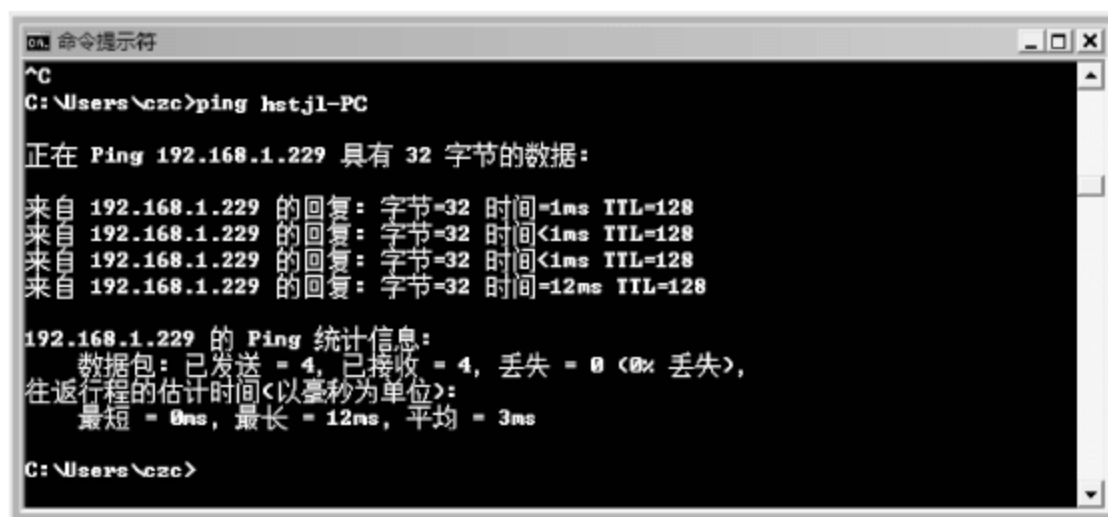 命令提示符
^C
C:\Users\czc>ping hstjl-PC
正在 Ping 192.168.1.229 具有 32 字节的数据:
来自 192.168.1.229 的回复: 字节=32 时间=1ms TTL=128
来自 192.168.1.229 的回复: 字节=32 时间<1ms TTL=128
来自 192.168.1.229 的回复: 字节=32 时间<1ms TTL=128
来自 192.168.1.229 的回复: 字节=32 时间=12ms TTL=128
192.168.1.229 的 Ping 统计信息:
数据包: 已发送 = 4, 已接收 = 4, 丢失 = 0 (0% 丢失),
往返行程的估计时间(以毫秒为单位):
最短 = 0ms, 最长 = 12ms, 平均 = 3ms
C:\Users\czc>